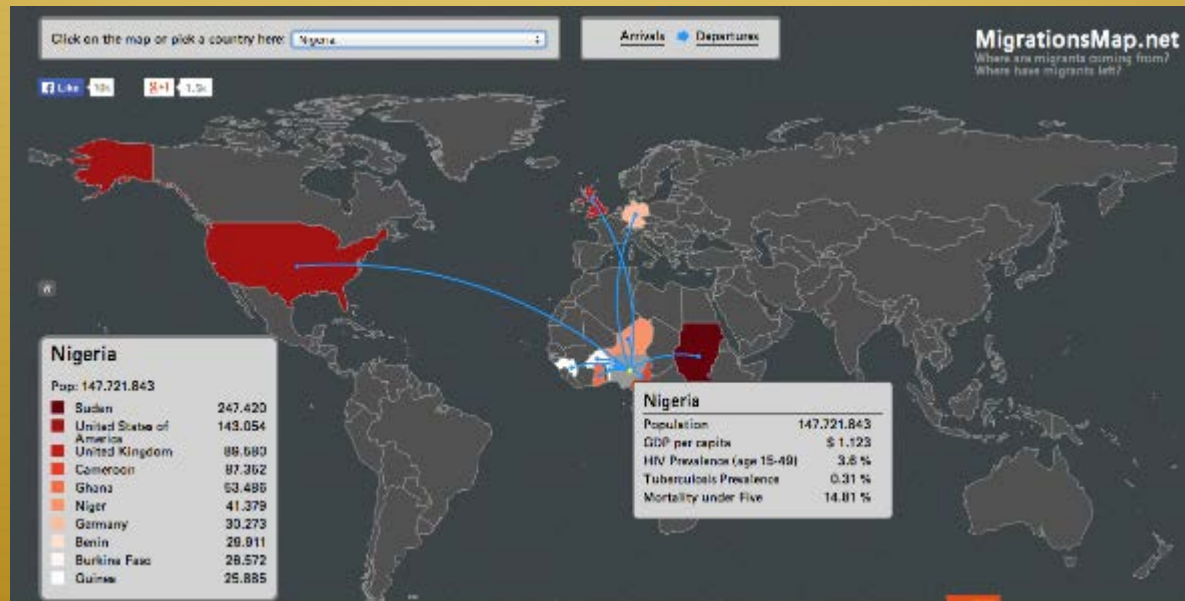 Click on the map or pick a country here: Nigeria
Arrivals Departures
MigrationsMap.net
Where are migrants coming from?
Where have migrants left?
Like 10k +1 1.5k
Nigeria
Pop: 147.721.843
Sudan 247.420
United States of
America 143.054
United Kingdom 89.580
Cameroon 87.362
Ghana 53.486
Niger 41.379
Germany 30.273
Benin 29.911
Burkina Faso 28.572
Guinea 25.885
Nigeria
Population 147.721.843
GDP per capita $ 1.123
HIV Prevalence (age 15-49) 3.6 %
Tuberculosis Prevalence 0.31 %
Mortality under Five 14.81 %